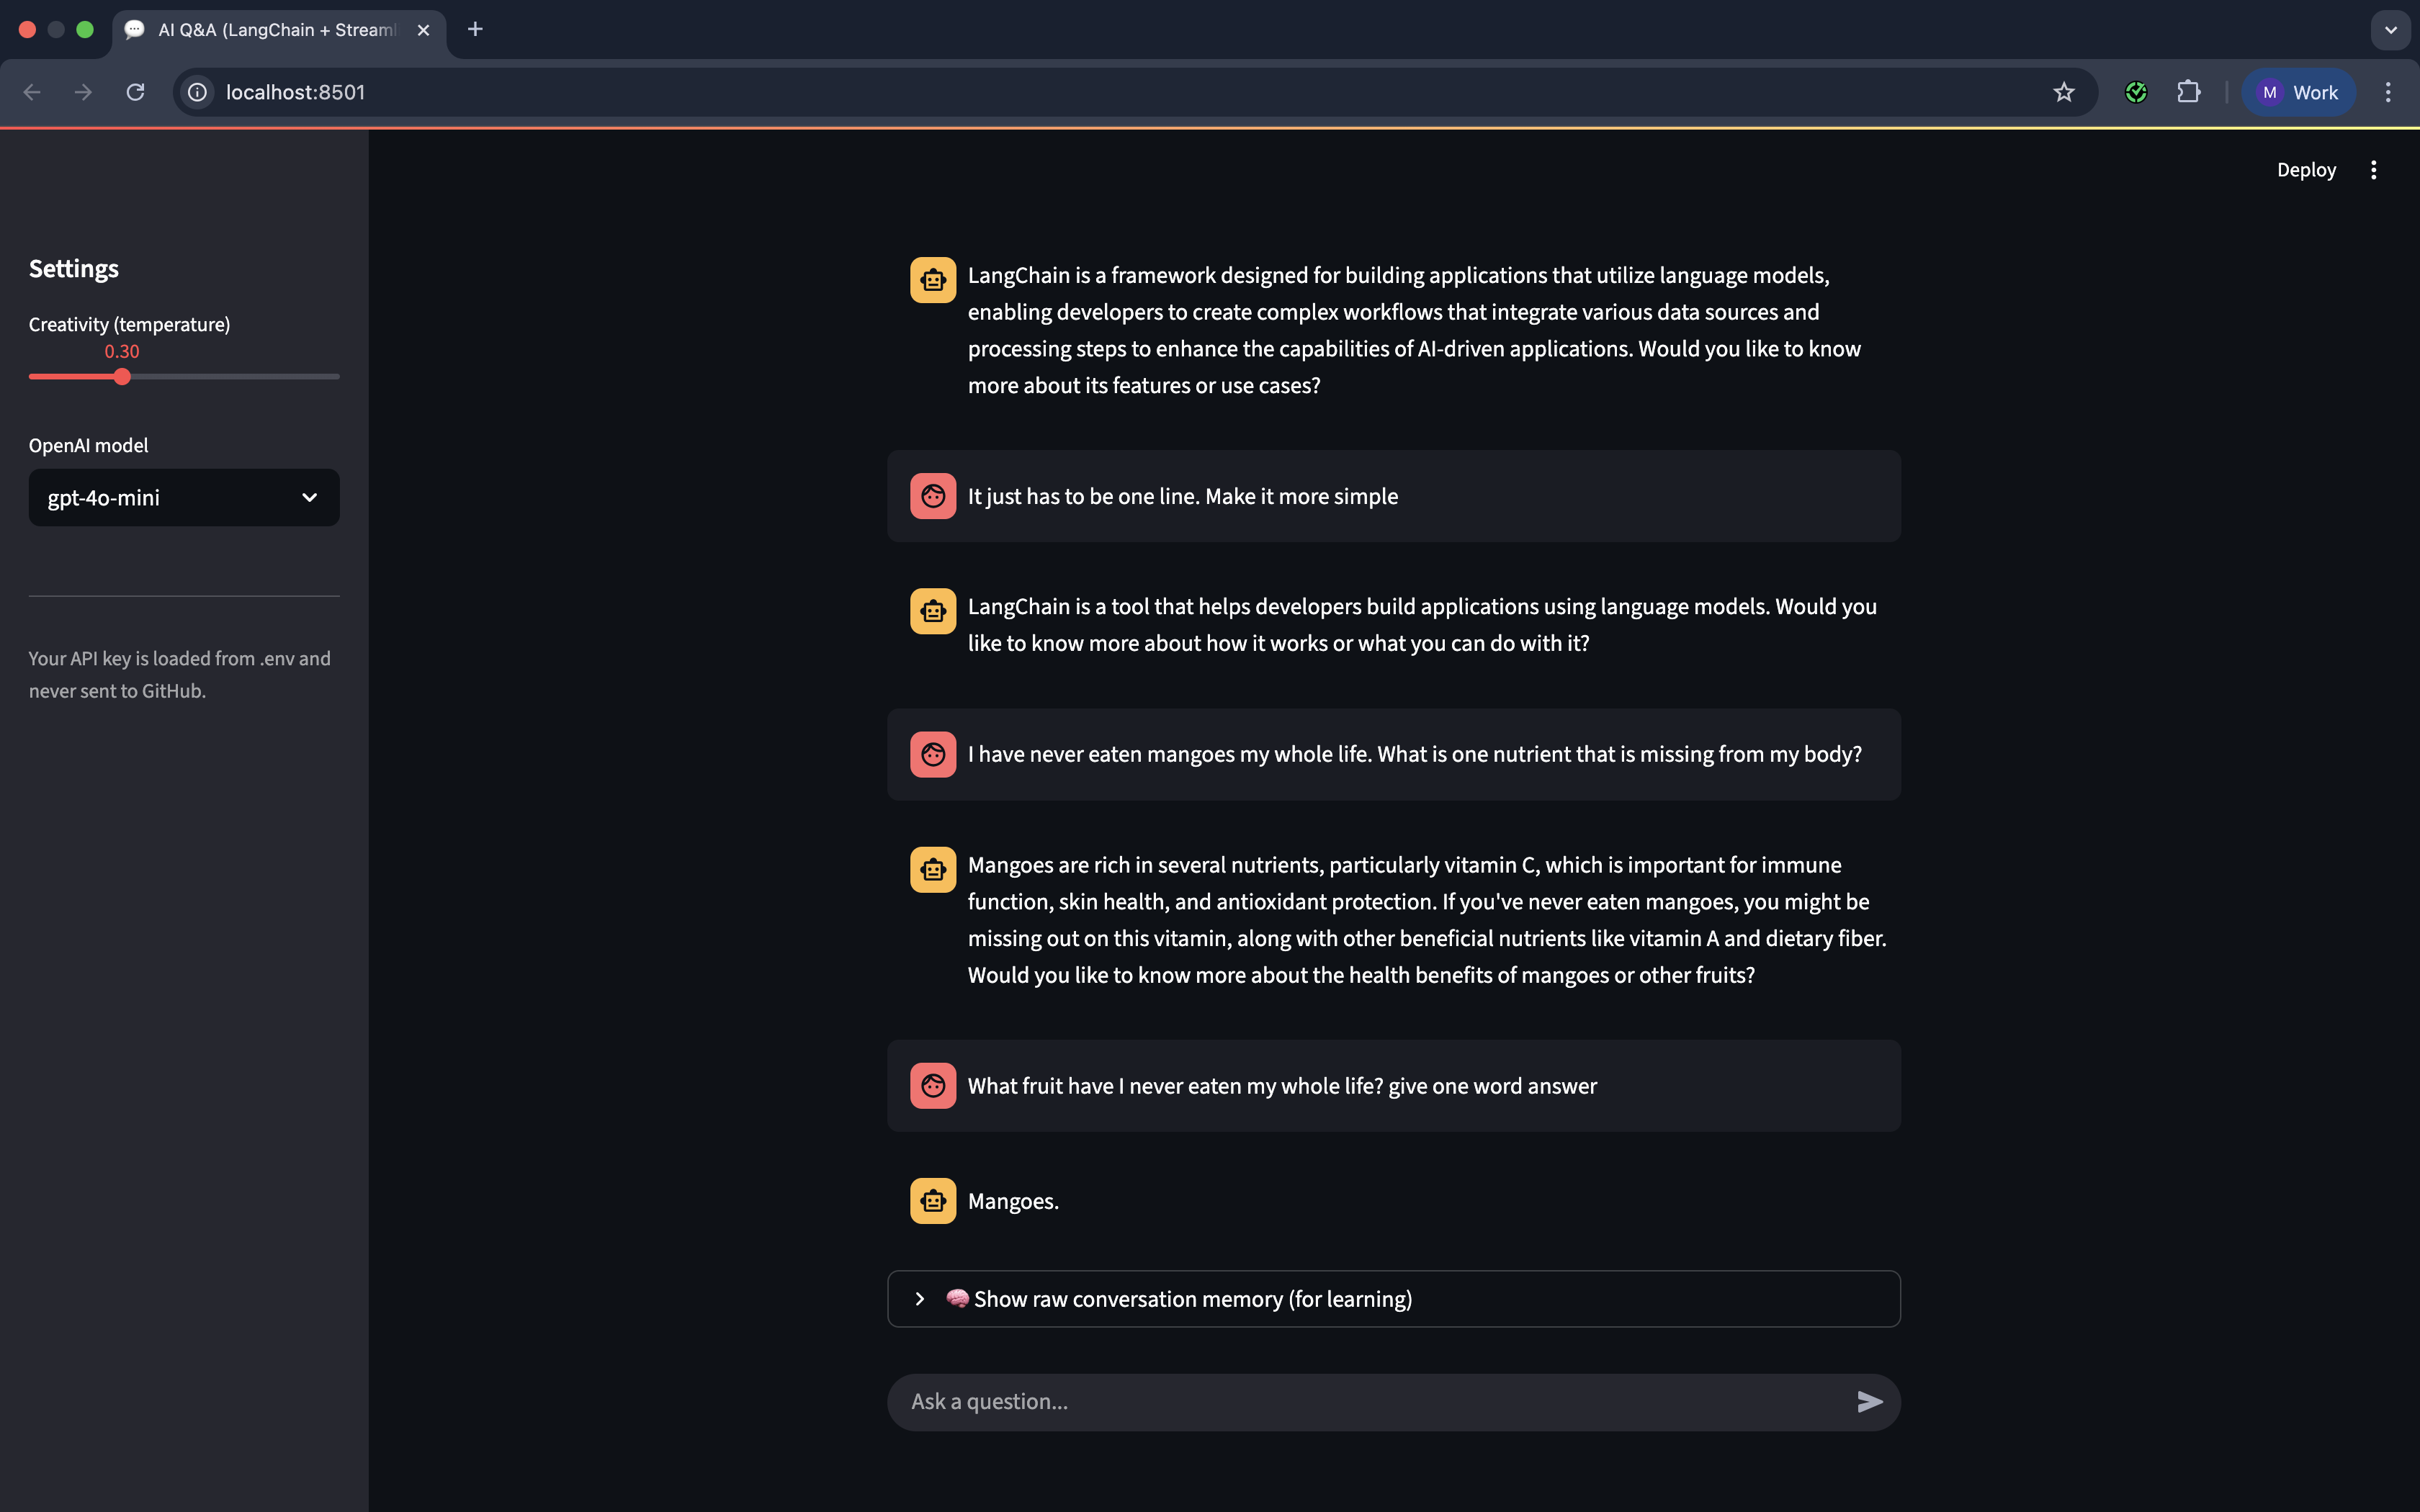 AI Q&A (LangChain + Streaml
localhost:8501
M Work
Deploy
Settings
Creativity (temperature)
0.30
OpenAI model
gpt-4o-mini
Your API key is loaded from .env and
never sent to GitHub.
LangChain is a framework designed for building applications that utilize language models,
enabling developers to create complex workflows that integrate various data sources and
processing steps to enhance the capabilities of AI-driven applications. Would you like to know
more about its features or use cases?
It just has to be one line. Make it more simple
LangChain is a tool that helps developers build applications using language models. Would you
like to know more about how it works or what you can do with it?
I have never eaten mangoes my whole life. What is one nutrient that is missing from my body?
Mangoes are rich in several nutrients, particularly vitamin C, which is important for immune
function, skin health, and antioxidant protection. If you've never eaten mangoes, you might be
missing out on this vitamin, along with other beneficial nutrients like vitamin A and dietary fiber.
Would you like to know more about the health benefits of mangoes or other fruits?
What fruit have I never eaten my whole life? give one word answer
Mangoes.
🧠 Show raw conversation memory (for learning)
Ask a question...